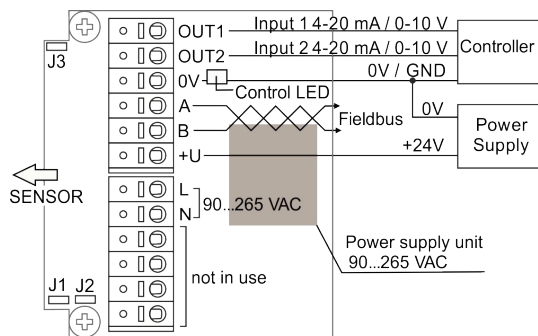 OUT1
Input 1 4-20 mA / 0-10 V
Controller
J3
OUT2
Input 2 4-20 mA / 0-10 V
0V
0V / GND
Control LED
A
Fieldbus
0V
B
Power
Supply
+U
+24V
SENSOR
L
N
90...265 VAC
Power supply unit
90...265 VAC
not in use
J1
J2